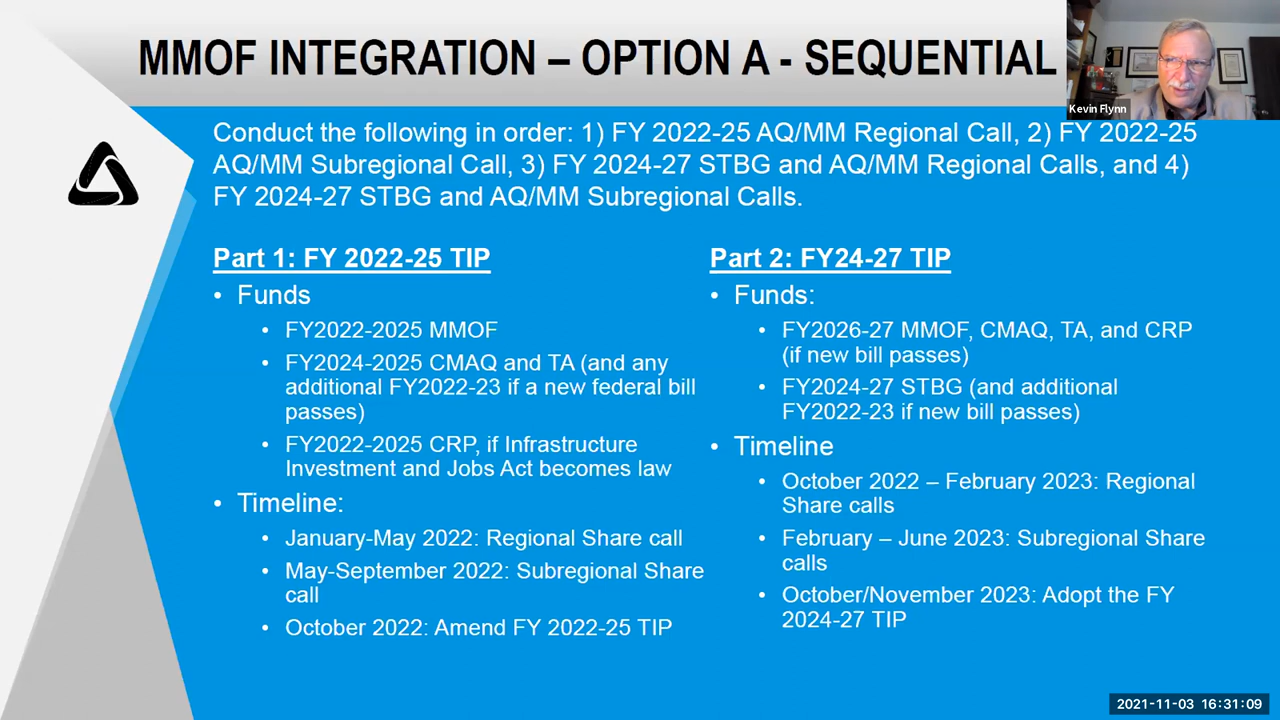 MMOF INTEGRATION – OPTION A - SEQUENTIAL
Kevin Flynn
Conduct the following in order: 1) FY 2022-25 AQ/MM Regional Call, 2) FY 2022-25
AQ/MM Subregional Call, 3) FY 2024-27 STBG and AQ/MM Regional Calls, and 4)
FY 2024-27 STBG and AQ/MM Subregional Calls.
Part 1: FY 2022-25 TIP
• Funds
• FY2022-2025 MMOF
• FY2024-2025 CMAQ and TA (and any
additional FY2022-23 if a new federal bill
passes)
• FY2022-2025 CRP, if Infrastructure
Investment and Jobs Act becomes law
• Timeline:
• January-May 2022: Regional Share call
• May-September 2022: Subregional Share
call
• October 2022: Amend FY 2022-25 TIP
Part 2: FY24-27 TIP
• Funds:
• FY2026-27 MMOF, CMAQ, TA, and CRP
(if new bill passes)
• FY2024-27 STBG (and additional
FY2022-23 if new bill passes)
• Timeline
• October 2022 – February 2023: Regional
Share calls
• February – June 2023: Subregional Share
calls
• October/November 2023: Adopt the FY
2024-27 TIP
2021-11-03 16:31:09